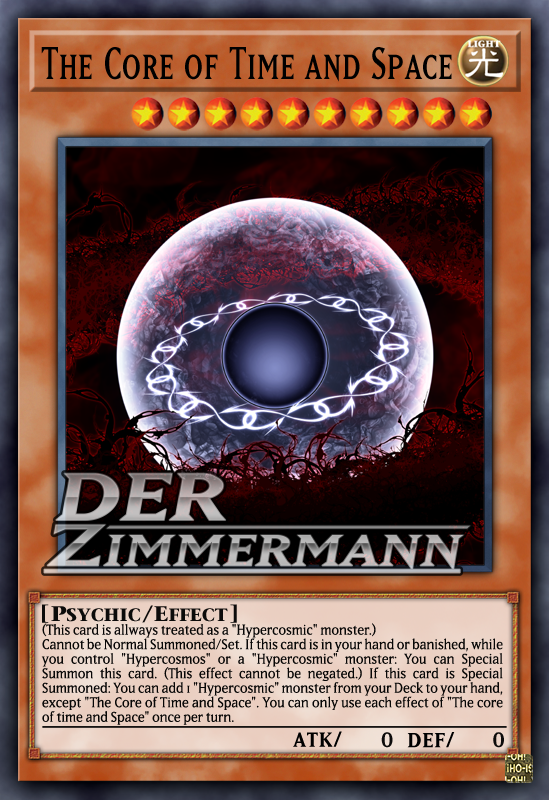 The Core of Time and Space
LIGHT
光
DER
ZIMMERMANN
[Psychic/Effect]
(This card is allways treated as a "Hypercosmic" monster.)
Cannot be Normal Summoned/Set. If this card is in your hand or banished, while
you control "Hypercosmos" or a "Hypercosmic" monster: You can Special
Summon this card. (This effect cannot be negated.) If this card is Special
Summoned: You can add 1 "Hypercosmic" monster from your Deck to your hand,
except "The Core of Time and Space". You can only use each effect of "The core
of time and Space" once per turn.
ATK/ 0 DEF/ 0